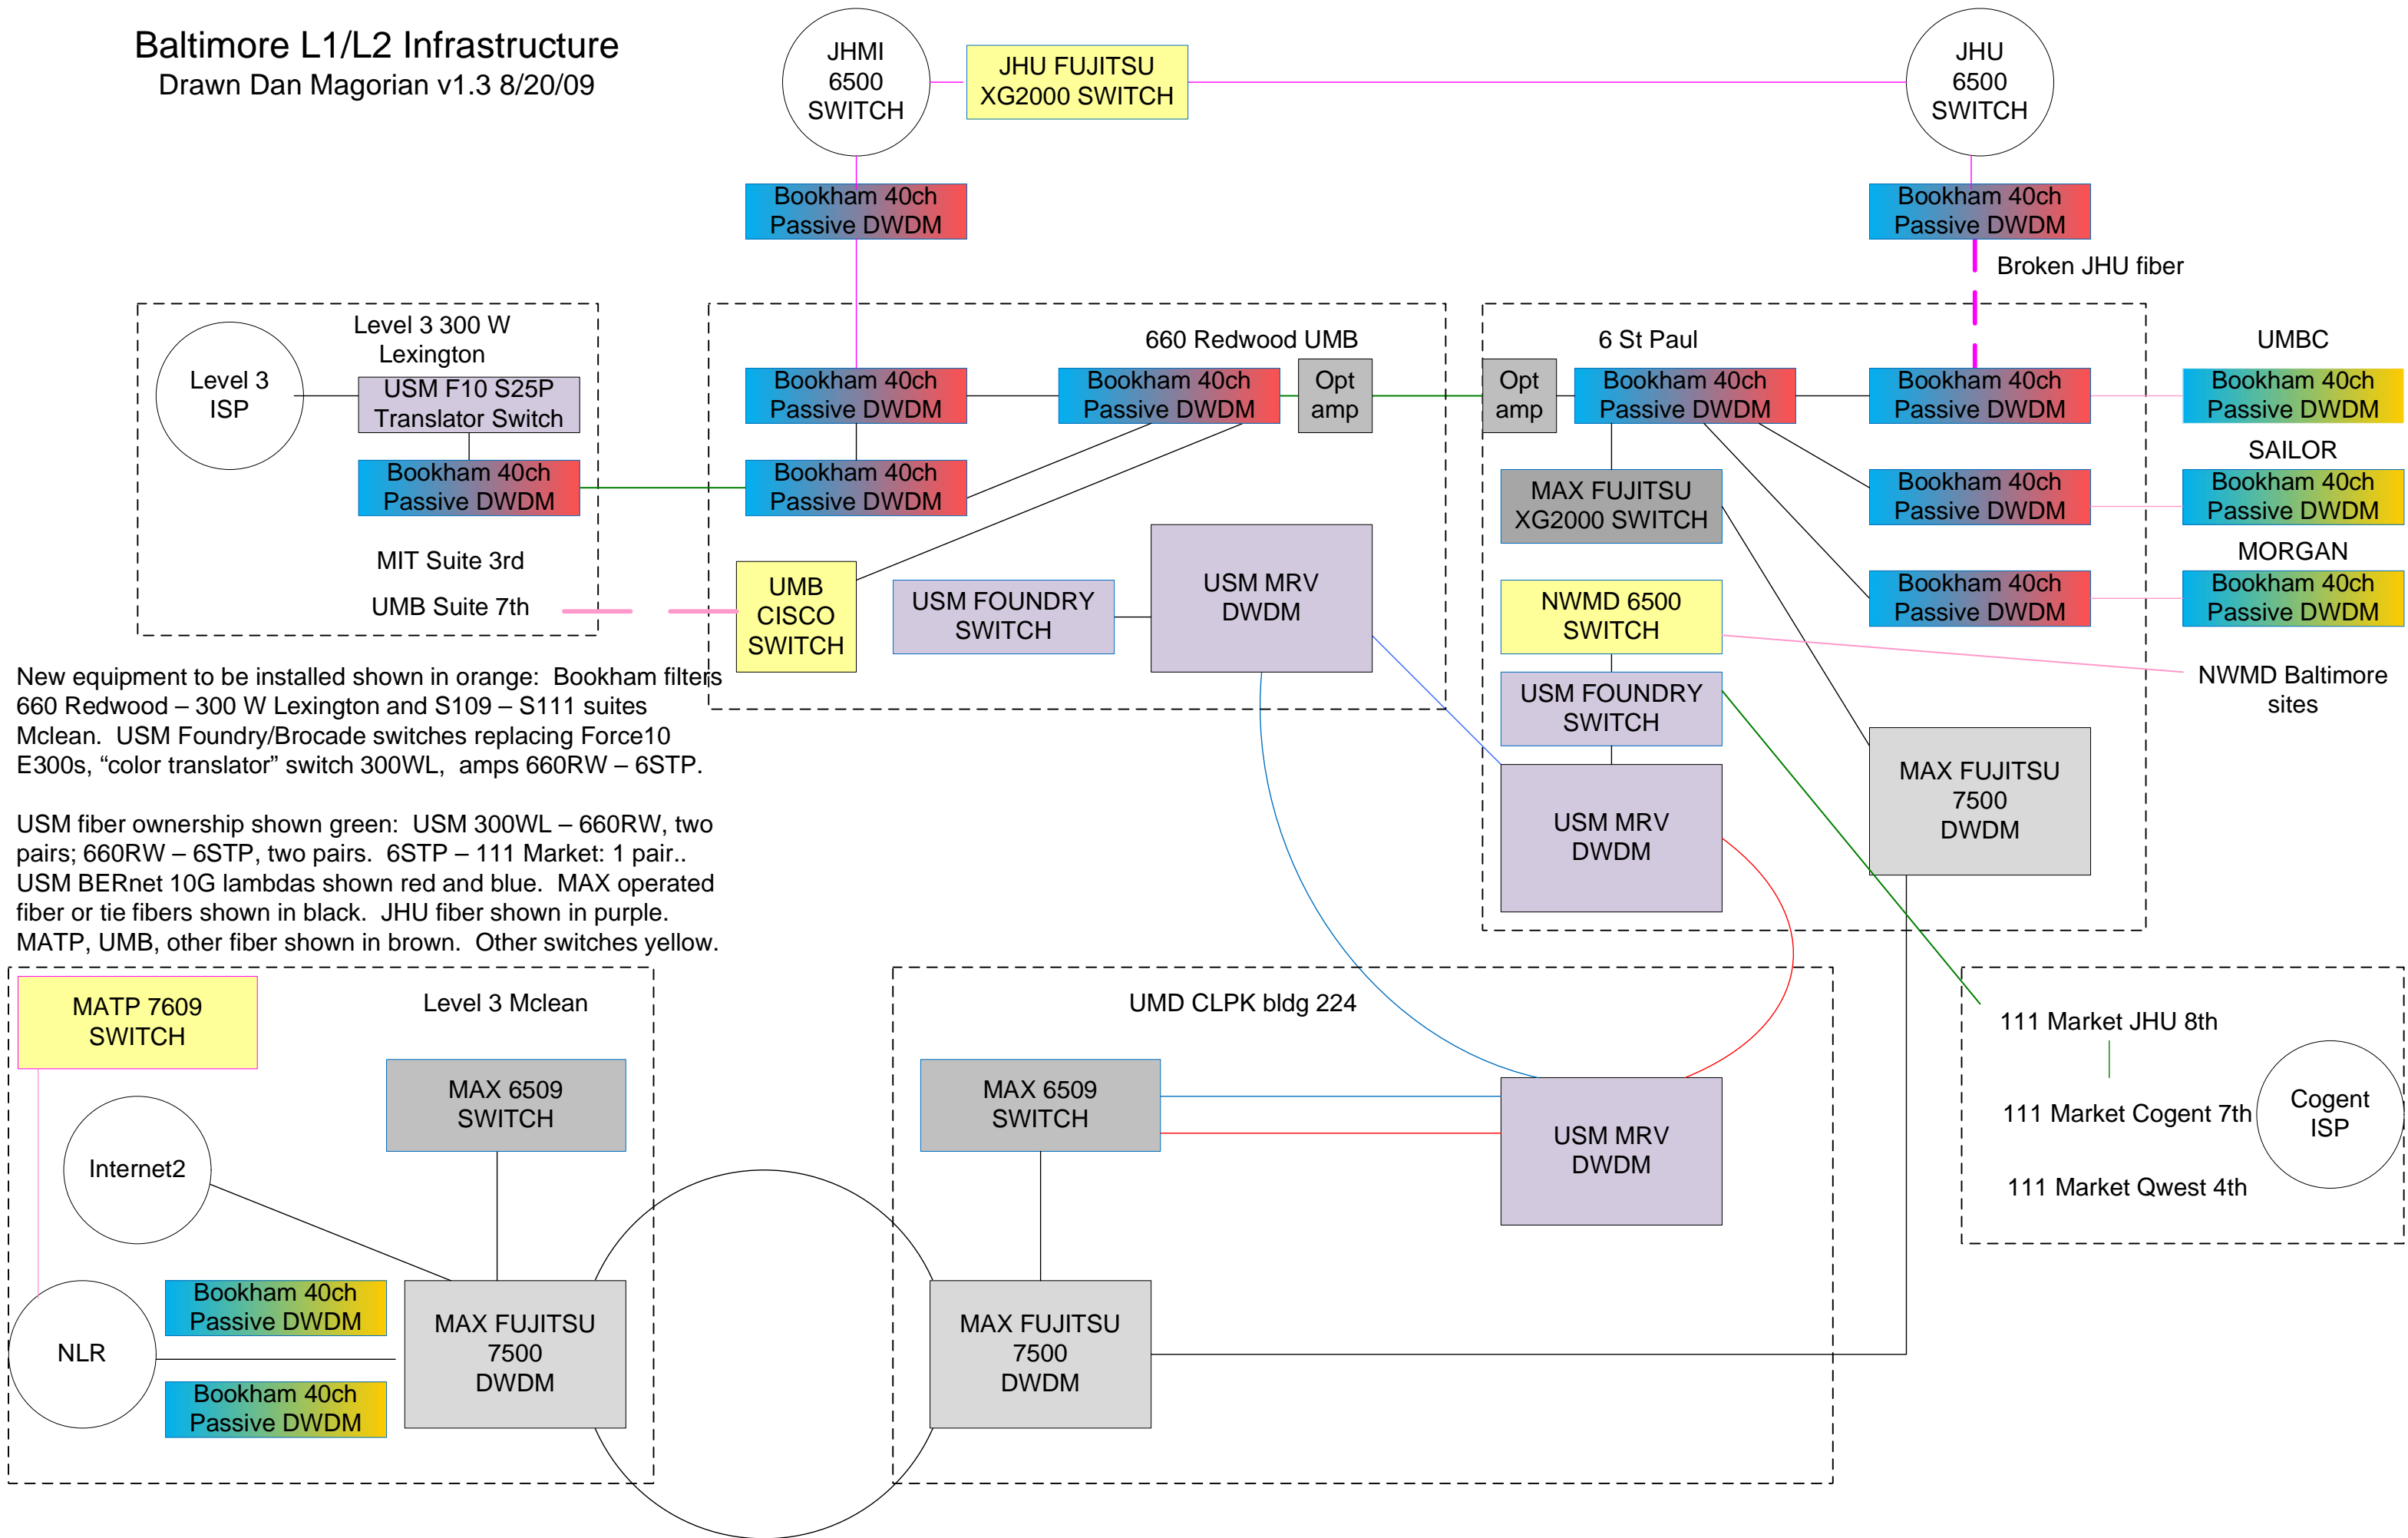 Baltimore L1/L2 Infrastructure
Drawn Dan Magorian v1.3 8/20/09
JHMI
6500
SWITCH
JHU FUJITSU
XG2000 SWITCH
JHU
6500
SWITCH
Bookham 40ch
Passive DWDM
Bookham 40ch
Passive DWDM
Broken JHU fiber
Level 3 300 W
Lexington
Level 3
ISP
USM F10 S25P
Translator Switch
Bookham 40ch
Passive DWDM
MIT Suite 3rd
UMB Suite 7th
660 Redwood UMB
Bookham 40ch
Passive DWDM
Bookham 40ch
Passive DWDM
Opt
amp
Bookham 40ch
Passive DWDM
UMB
CISCO
SWITCH
USM FOUNDRY
SWITCH
USM MRV
DWDM
6 St Paul
Opt
amp
Bookham 40ch
Passive DWDM
Bookham 40ch
Passive DWDM
MAX FUJITSU
XG2000 SWITCH
Bookham 40ch
Passive DWDM
Bookham 40ch
Passive DWDM
NWMD 6500
SWITCH
USM FOUNDRY
SWITCH
USM MRV
DWDM
MAX FUJITSU
7500
DWDM
UMBC
Bookham 40ch
Passive DWDM
SAILOR
Bookham 40ch
Passive DWDM
MORGAN
Bookham 40ch
Passive DWDM
NWMD Baltimore
sites
New equipment to be installed shown in orange: Bookham filters
660 Redwood – 300 W Lexington and S109 – S111 suites
Mclean. USM Foundry/Brocade switches replacing Force10
E300s, “color translator” switch 300WL, amps 660RW – 6STP.
USM fiber ownership shown green: USM 300WL – 660RW, two
pairs; 660RW – 6STP, two pairs. 6STP – 111 Market: 1 pair..
USM BERnet 10G lambdas shown red and blue. MAX operated
fiber or tie fibers shown in black. JHU fiber shown in purple.
MATP, UMB, other fiber shown in brown. Other switches yellow.
MATP 7609
SWITCH
Level 3 Mclean
MAX 6509
SWITCH
Internet2
NLR
Bookham 40ch
Passive DWDM
Bookham 40ch
Passive DWDM
MAX FUJITSU
7500
DWDM
UMD CLPK bldg 224
MAX 6509
SWITCH
USM MRV
DWDM
MAX FUJITSU
7500
DWDM
111 Market JHU 8th
111 Market Cogent 7th
111 Market Qwest 4th
Cogent
ISP